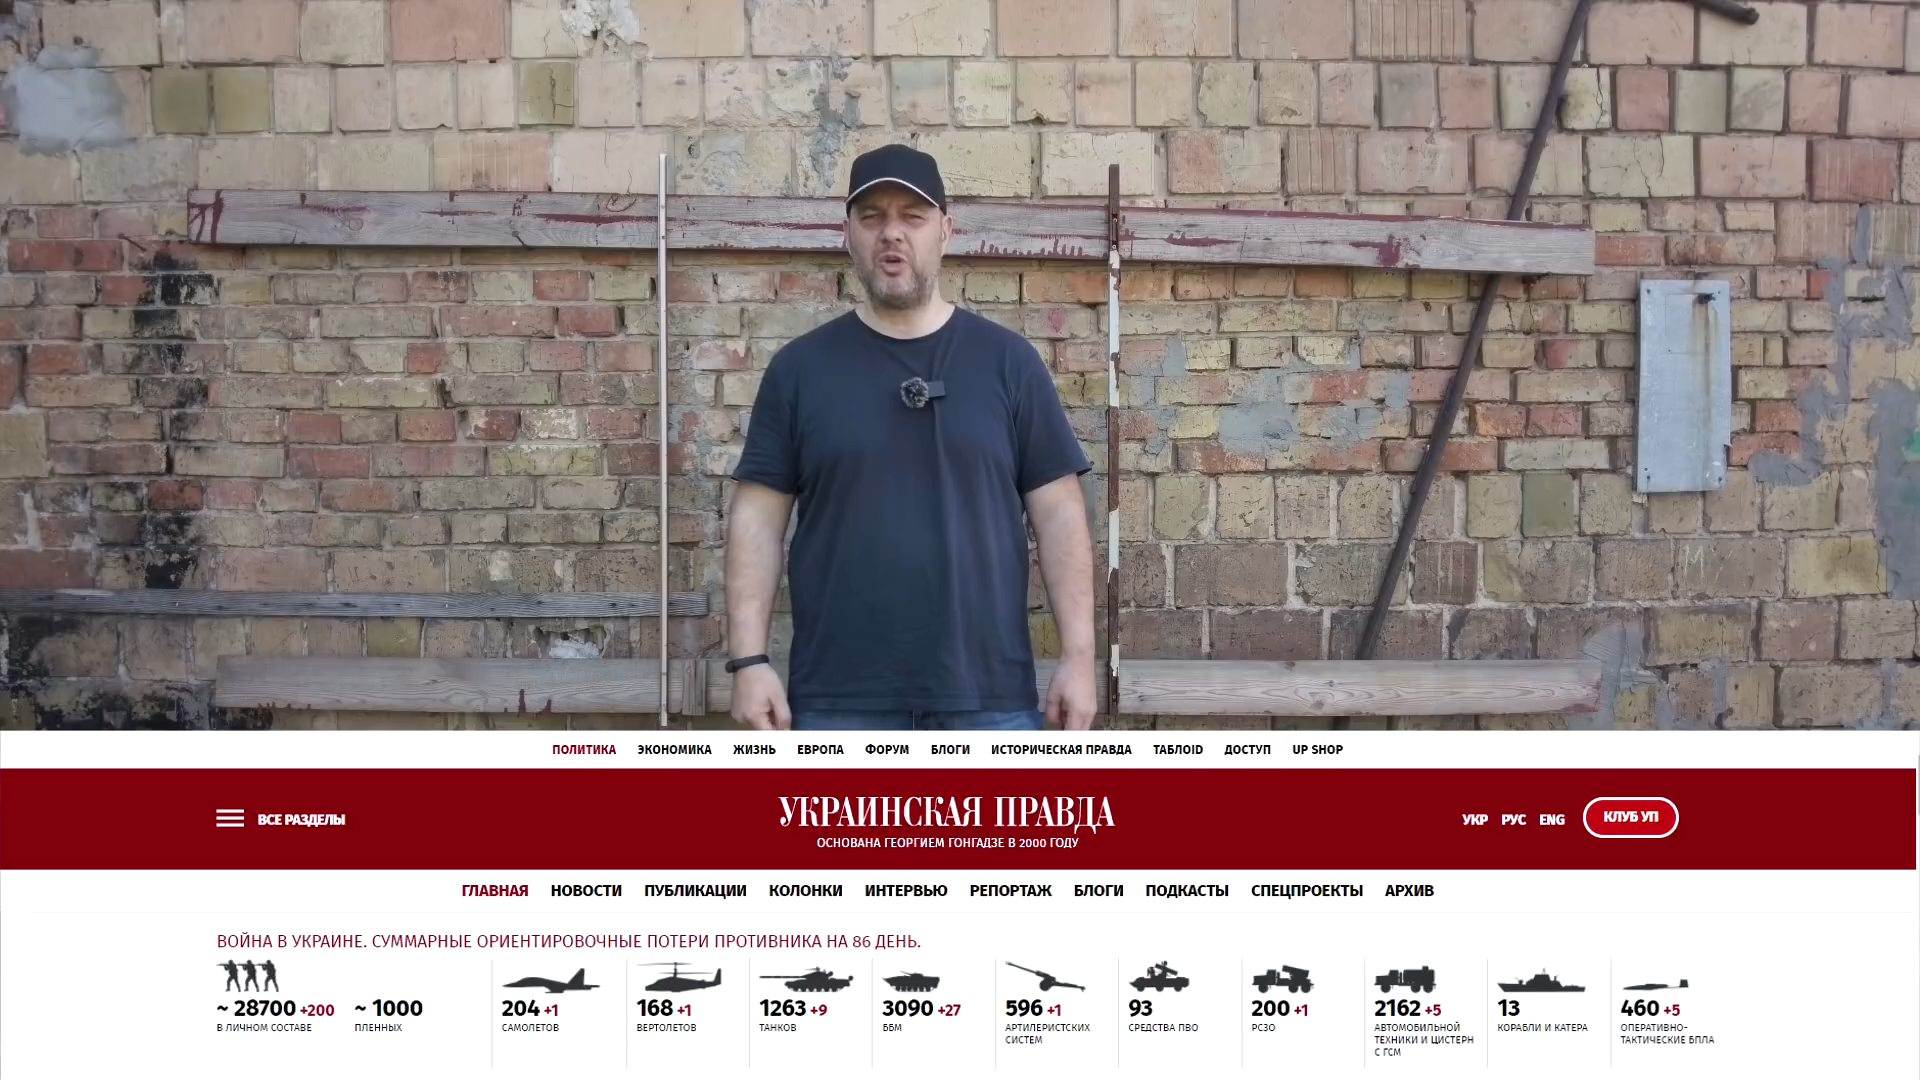 ПОЛИТИКА ЭКОНОМИКА ЖИЗНЬ ЕВРОПА ФОРУМ БЛОГИ ИСТОРИЧЕСКАЯ ПРАВДА ТАБЛОID ДОСТУП UP SHOP
ВСЕ РАЗДЕЛЫ
УКРАИНСКАЯ ПРАВДА
ОСНОВАНА ГЕОРГИЕМ ГОНГАДЗЕ В 2000 ГОДУ
УКР РУС ENG КЛУБ УП
ГЛАВНАЯ НОВОСТИ ПУБЛИКАЦИИ КОЛОНКИ ИНТЕРВЬЮ РЕПОРТАЖ БЛОГИ ПОДКАСТЫ СПЕЦПРОЕКТЫ АРХИВ
ВОЙНА В УКРАИНЕ. СУММАРНЫЕ ОРИЕНТИРОВОЧНЫЕ ПОТЕРИ ПРОТИВНИКА НА 86 ДЕНЬ.
~ 28700 +200
В ЛИЧНОМ СОСТАВЕ
~ 1000
ПЛЕННЫХ
204 +1
САМОЛЕТОВ
168 +1
ВЕРТОЛЕТОВ
1263 +9
ТАНКОВ
3090 +27
ББМ
596 +1
АРТИЛЕРИСТСКИХ
СИСТЕМ
93
СРЕДСТВА ПВО
200 +1
РСЗО
2162 +5
АВТОМОБИЛЬНОЙ
ТЕХНИКИ И ЦИСТЕРН
С ГСМ
13
КОРАБЛИ И КАТЕРА
460 +5
ОПЕРАТИВНО-
ТАКТИЧЕСКИЕ БПЛА